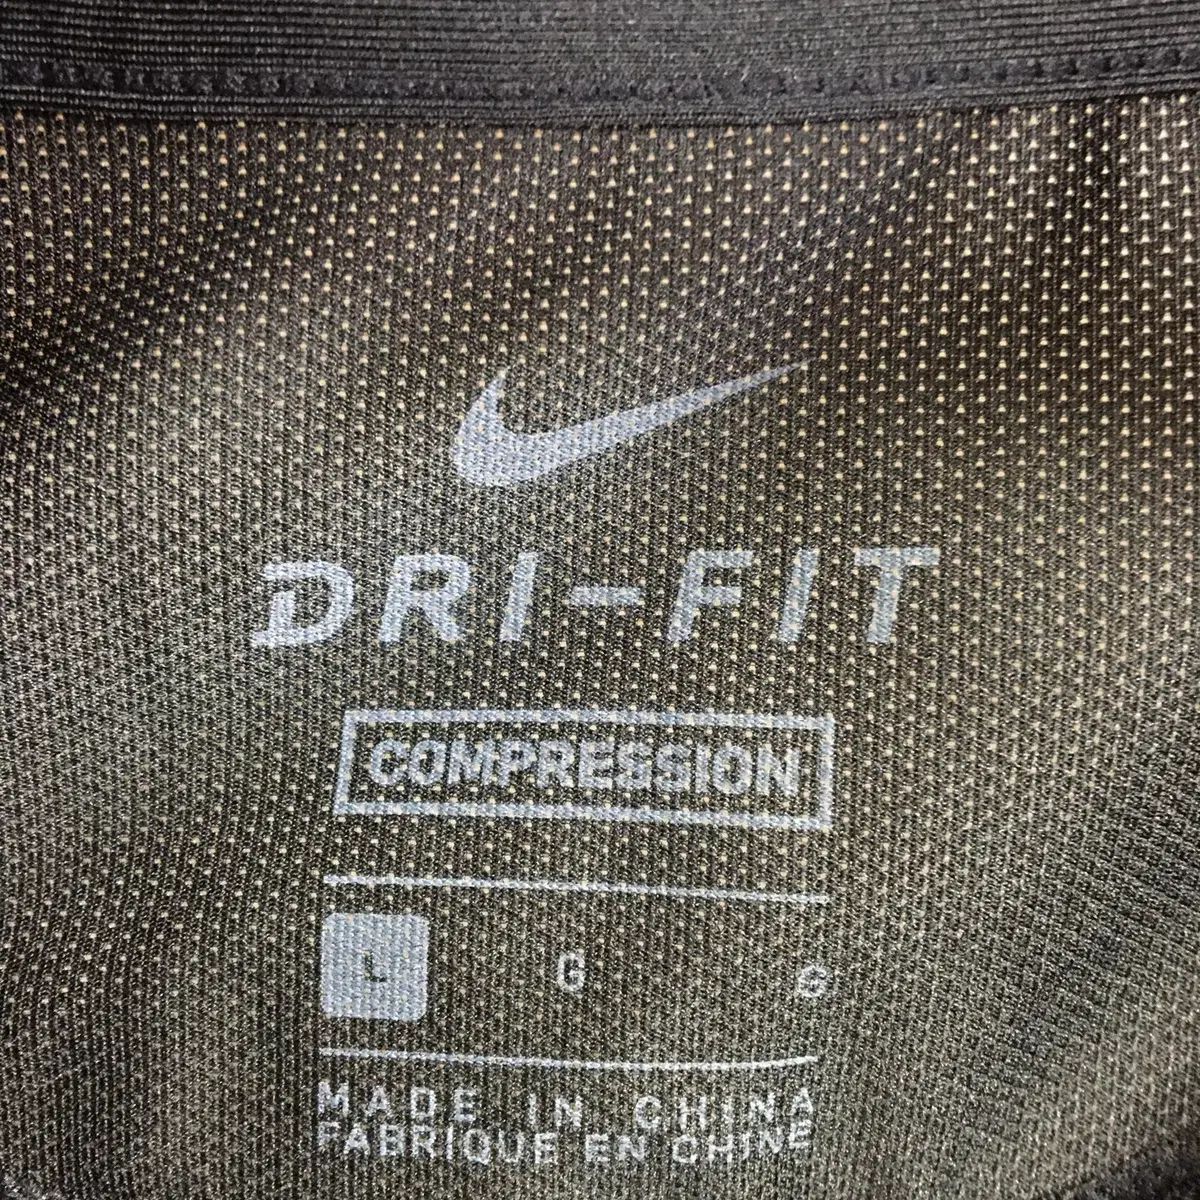 DRI-FIT
COMPRESSION
L G S
MADE IN CHINA
FABRIQUE EN CHINE